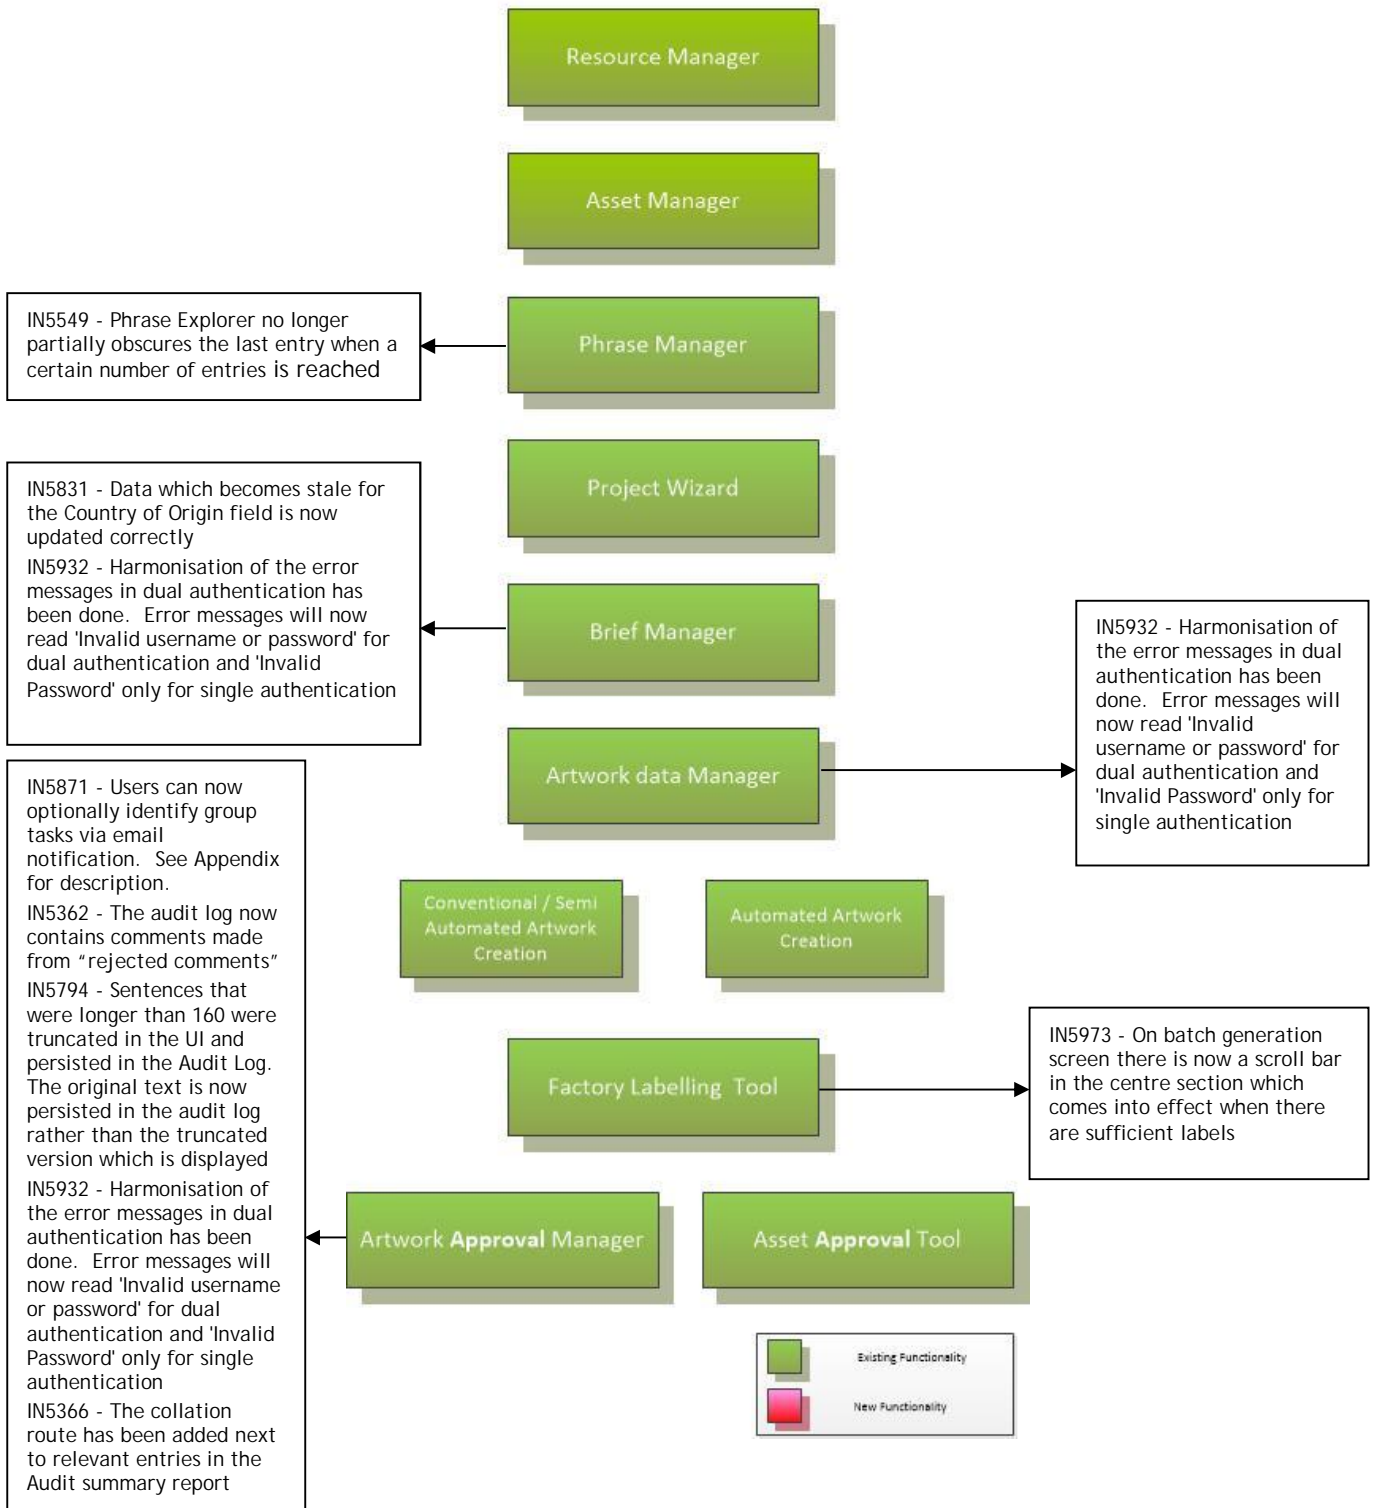 Resource Manager
Asset Manager
IN5549 - Phrase Explorer no longer
partially obscures the last entry when a
certain number of entries is reached
Phrase Manager
Project Wizard
IN5831 - Data which becomes stale for
the Country of Origin field is now
updated correctly
IN5932 - Harmonisation of the error
messages in dual authentication has
been done.  Error messages will now
read 'Invalid username or password' for
dual authentication and 'Invalid
Password' only for single authentication
Brief Manager
IN5932 - Harmonisation of
the error messages in dual
authentication has been
done.  Error messages will
now read 'Invalid
username or password' for
dual authentication and
'Invalid Password' only for
single authentication
Artwork data Manager
IN5871 - Users can now
optionally identify group
tasks via email
notification.  See Appendix
for description.
IN5362 - The audit log now
contains comments made
from "rejected comments"
IN5794 - Sentences that
were longer than 160 were
truncated in the UI and
persisted in the Audit Log.
The original text is now
persisted in the audit log
rather than the truncated
version which is displayed
IN5932 - Harmonisation of
the error messages in dual
authentication has been
done.  Error messages will
now read 'Invalid username
or password' for dual
authentication and 'Invalid
Password' only for single
authentication
IN5366 - The collation
route has been added next
to relevant entries in the
Audit summary report
Conventional / Semi
Automated Artwork
Creation
Automated Artwork
Creation
Factory Labelling  Tool
IN5973 - On batch generation
screen there is now a scroll bar
in the centre section which
comes into effect when there
are sufficient labels
Artwork Approval Manager
Asset Approval Tool
Existing Functionality
New Functionality